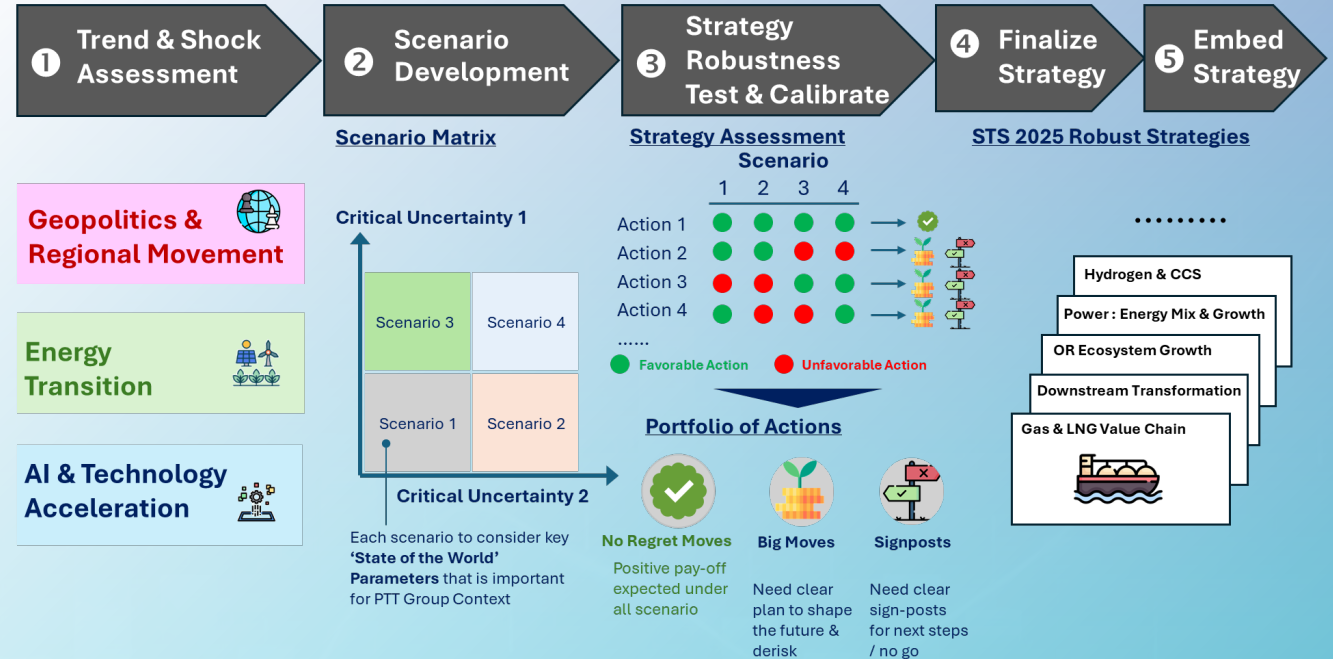 ❶ Trend & Shock
Assessment
❷ Scenario
Development
❸ Strategy
Robustness
Test & Calibrate
❹ Finalize
Strategy
❺ Embed
Strategy
Geopolitics &
Regional Movement
Energy
Transition
AI & Technology
Acceleration
Scenario Matrix
Critical Uncertainty 1
Scenario 3
Scenario 4
Scenario 1
Scenario 2
Critical Uncertainty 2
Each scenario to consider key
‘State of the World’
Parameters that is important
for PTT Group Context
Strategy Assessment
Scenario
1 2 3 4
Action 1
Action 2
Action 3
Action 4
......
Favorable Action
Unfavorable Action
Portfolio of Actions
No Regret Moves
Positive pay-off
expected under
all scenario
Big Moves
Need clear
plan to shape
the future &
derisk
Signposts
Need clear
sign-posts
for next steps
/ no go
STS 2025 Robust Strategies
.........
Hydrogen & CCS
Power : Energy Mix & Growth
OR Ecosystem Growth
Downstream Transformation
Gas & LNG Value Chain